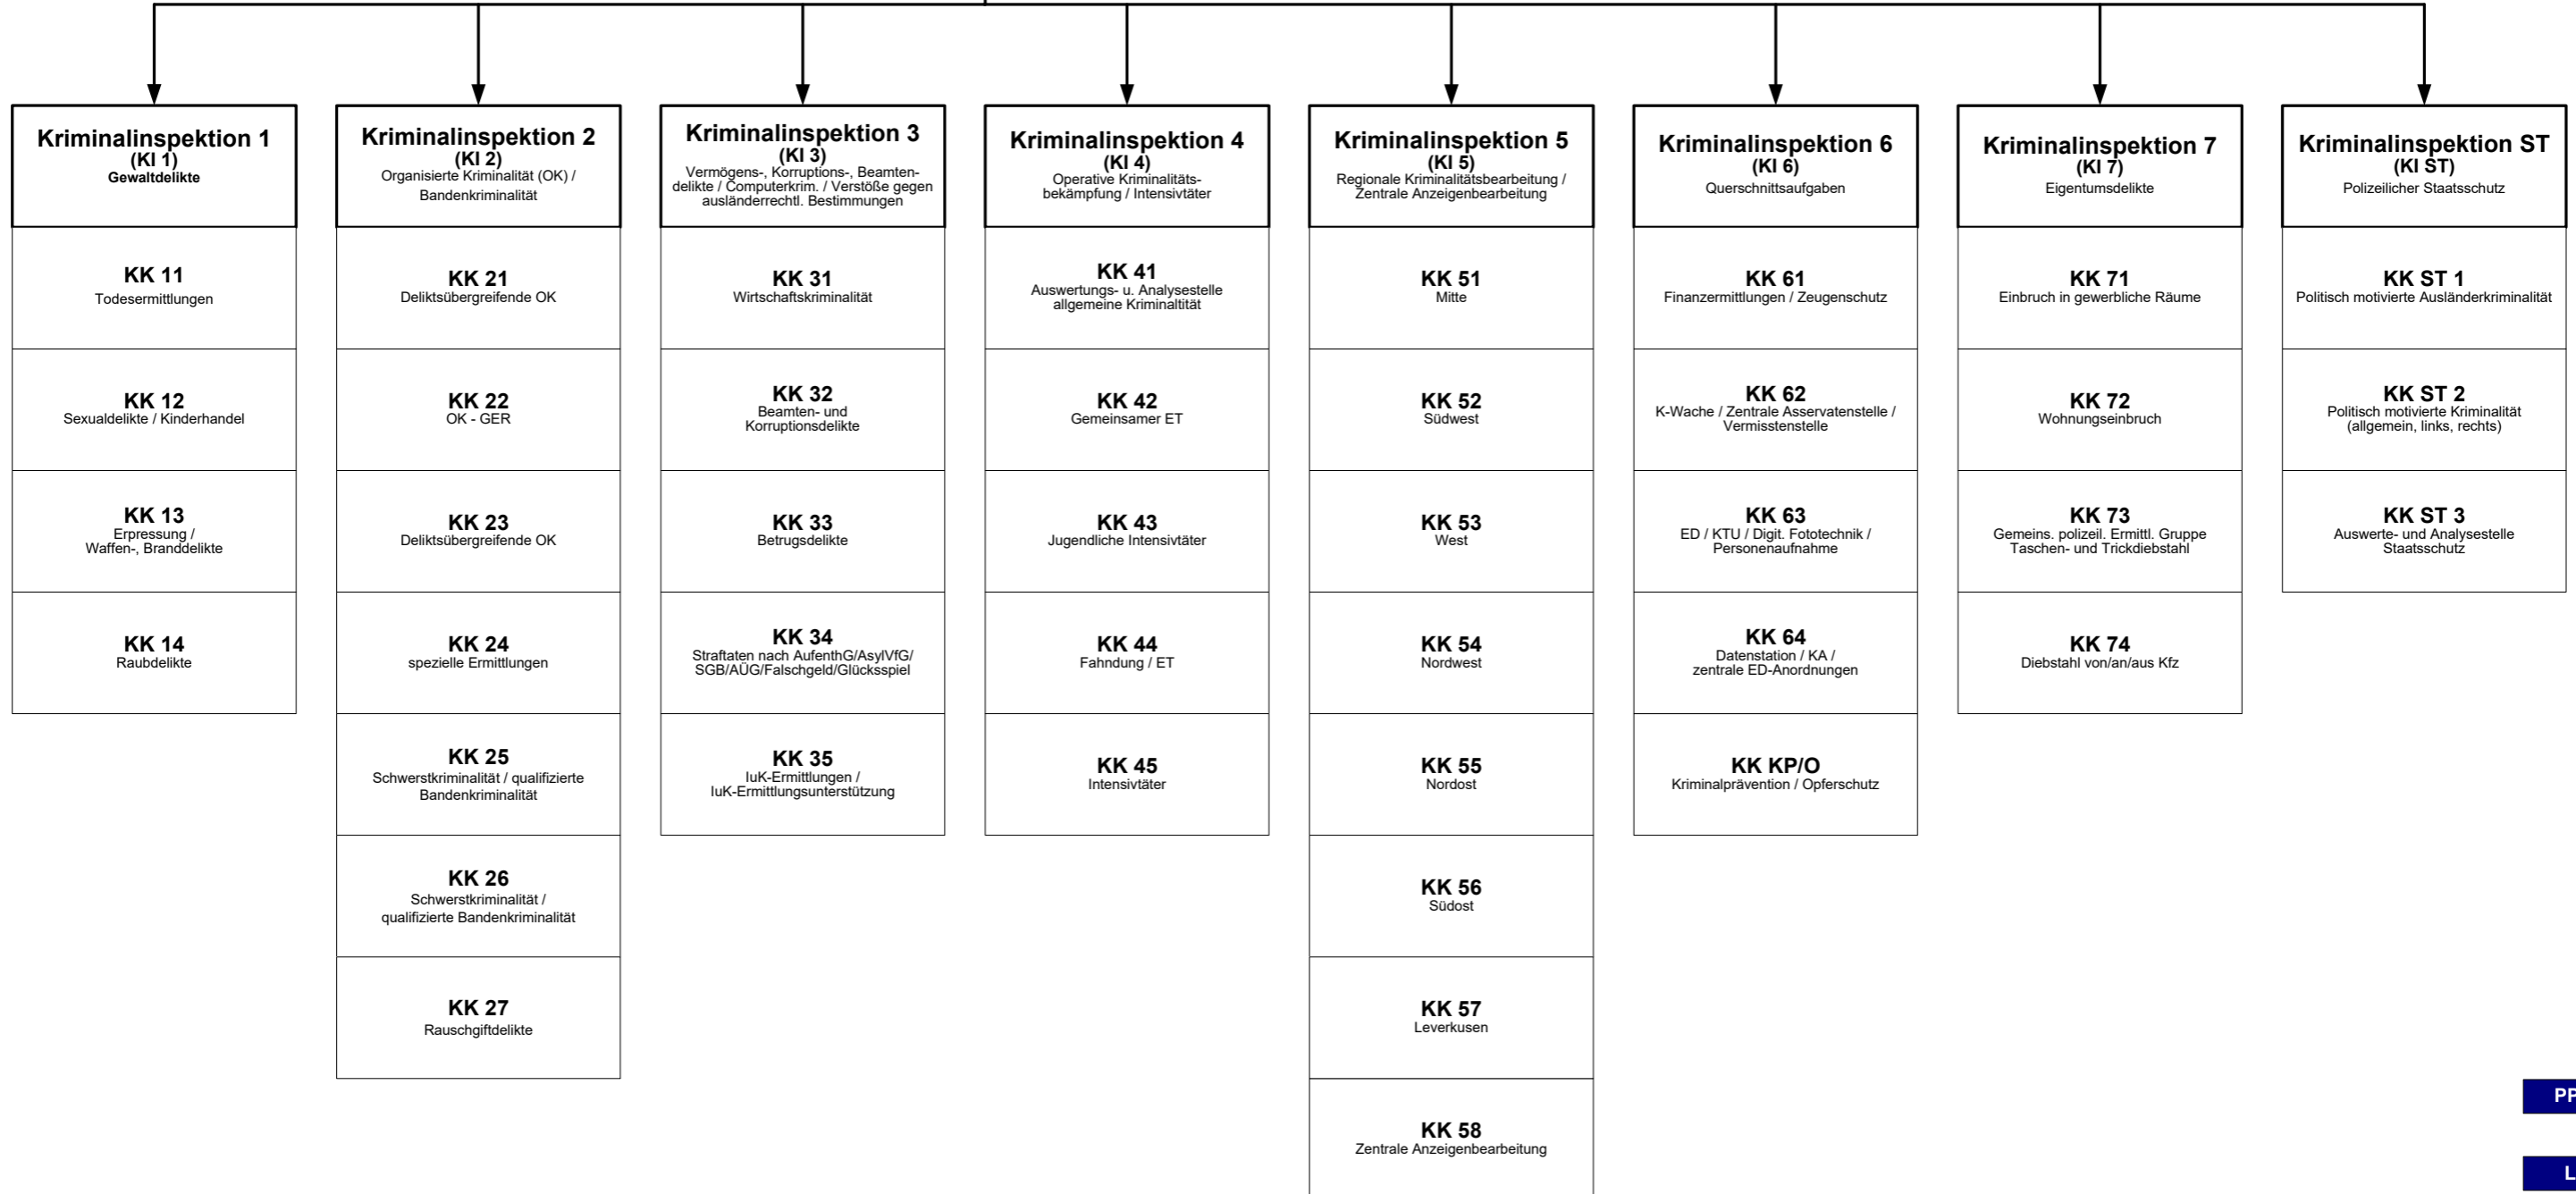 Kriminalinspektion 1
(KI 1)
Gewaltdelikte
KK 11
Todesermittlungen
KK 12
Sexualdelikte / Kinderhandel
KK 13
Erpressung /
Waffen-, Branddelikte
KK 14
Raubdelikte
Kriminalinspektion 2
(KI 2)
Organisierte Kriminalität (OK) /
Bandenkriminalität
KK 21
Deliktsübergreifende OK
KK 22
OK - GER
KK 23
Deliktsübergreifende OK
KK 24
spezielle Ermittlungen
KK 25
Schwerstkriminalität / qualifizierte
Bandenkriminalität
KK 26
Schwerstkriminalität /
qualifizierte Bandenkriminalität
KK 27
Rauschgiftdelikte
Kriminalinspektion 3
(KI 3)
Vermögens-, Korruptions-, Beamten-
delikte / Computerkrim. / Verstöße gegen
ausländerrechtl. Bestimmungen
KK 31
Wirtschaftskriminalität
KK 32
Beamten- und
Korruptionsdelikte
KK 33
Betrugsdelikte
KK 34
Straftaten nach AufenthG/AsylVfG/
SGB/AÜG/Falschgeld/Glücksspiel
KK 35
IuK-Ermittlungen /
IuK-Ermittlungsunterstützung
Kriminalinspektion 4
(KI 4)
Operative Kriminalitäts-
bekämpfung / Intensivtäter
KK 41
Auswertungs- u. Analysestelle
allgemeine Kriminaltität
KK 42
Gemeinsamer ET
KK 43
Jugendliche Intensivtäter
KK 44
Fahndung / ET
KK 45
Intensivtäter
Kriminalinspektion 5
(KI 5)
Regionale Kriminalitätsbearbeitung /
Zentrale Anzeigenbearbeitung
KK 51
Mitte
KK 52
Südwest
KK 53
West
KK 54
Nordwest
KK 55
Nordost
KK 56
Südost
KK 57
Leverkusen
KK 58
Zentrale Anzeigenbearbeitung
Kriminalinspektion 6
(KI 6)
Querschnittsaufgaben
KK 61
Finanzermittlungen / Zeugenschutz
KK 62
K-Wache / Zentrale Asservatenstelle /
Vermisstenstelle
KK 63
ED / KTU / Digit. Fototechnik /
Personenaufnahme
KK 64
Datenstation / KA /
zentrale ED-Anordnungen
KK KP/O
Kriminalprävention / Opferschutz
Kriminalinspektion 7
(KI 7)
Eigentumsdelikte
KK 71
Einbruch in gewerbliche Räume
KK 72
Wohnungseinbruch
KK 73
Gemeins. polizeil. Ermittl. Gruppe
Taschen- und Trickdiebstahl
KK 74
Diebstahl von/an/aus Kfz
Kriminalinspektion ST
(KI ST)
Polizeilicher Staatsschutz
KK ST 1
Politisch motivierte Ausländerkriminalität
KK ST 2
Politisch motivierte Kriminalität
(allgemein, links, rechts)
KK ST 3
Auswerte- und Analysestelle
Staatsschutz